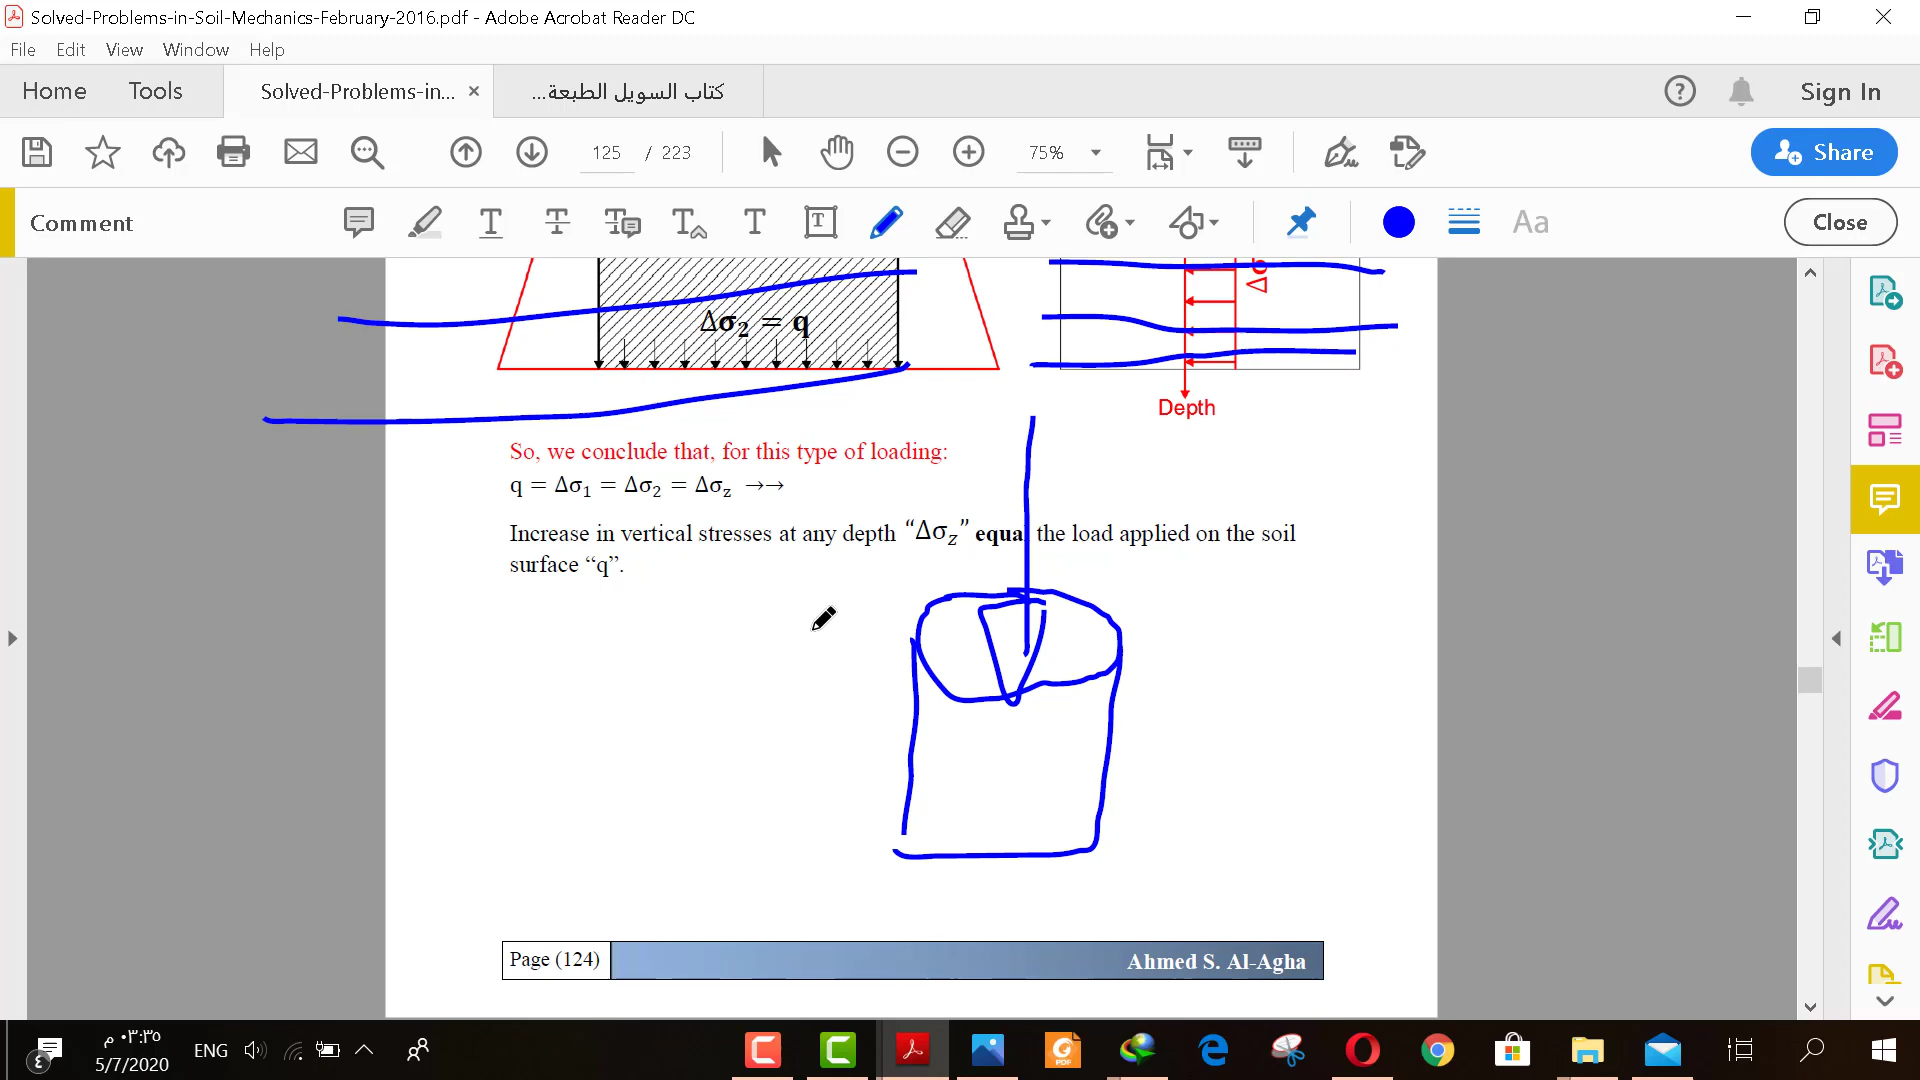 Solved-Problems-in-Soil-Mechanics-February-2016.pdf - Adobe Acrobat Reader DC
File Edit View Window Help
Home Tools Solved-Problems-in... × كتاب السويل الطبعة... Sign In
125 / 223 75% Share
Comment Aa Close
Δσ
Δσ₂ = q
Depth
So, we conclude that, for this type of loading:
q = Δσ₁ = Δσ₂ = Δσz →→
Increase in vertical stresses at any depth “Δσz” equal the load applied on the soil
surface “q”.
Page (124) Ahmed S. Al-Agha
٠٣:٣٥ م
ENG
5/7/2020